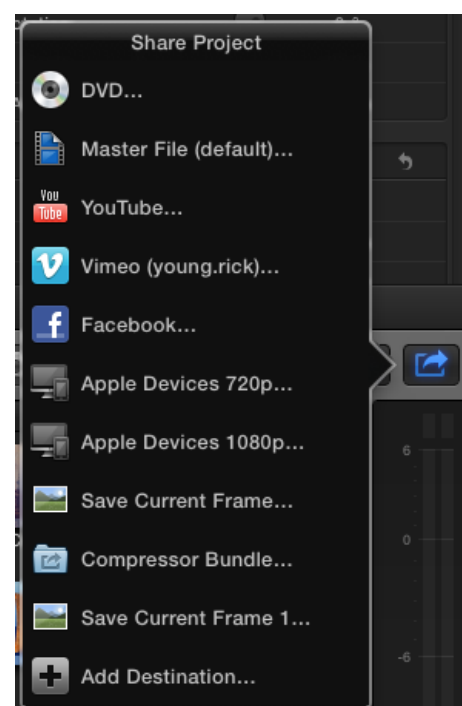 Share Project
DVD...
Master File (default)...
You
Tube
YouTube...
Vimeo (young.rick)...
Facebook...
Apple Devices 720p...
Apple Devices 1080p...
6
Save Current Frame...
0
Compressor Bundle...
Save Current Frame 1...
-6
Add Destination...